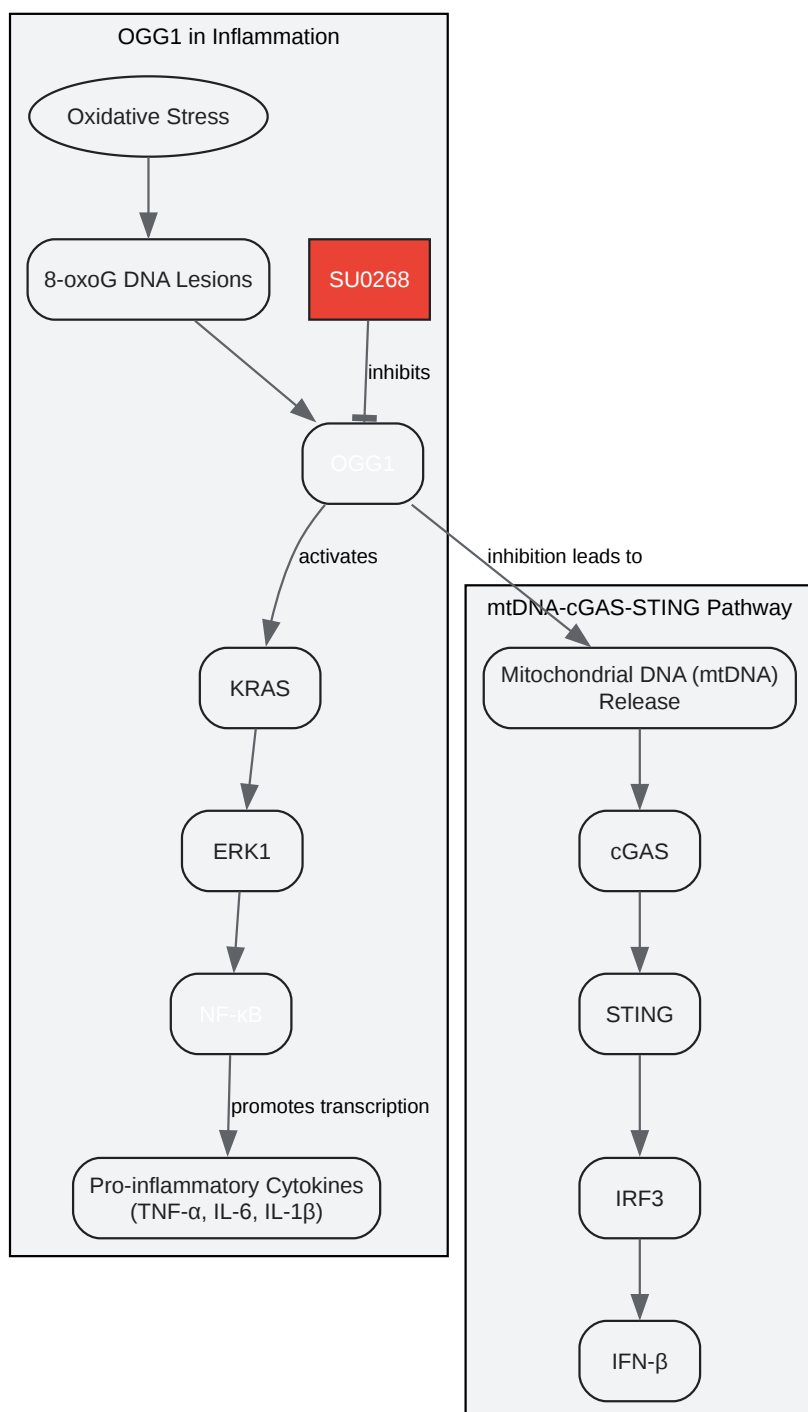 OGG1 in Inflammation
Oxidative Stress
8-oxoG DNA Lesions
SU0268
inhibits
OGG1
activates
inhibition leads to
mtDNA-cGAS-STING Pathway
KRAS
Mitochondrial DNA (mtDNA)
Release
ERK1
cGAS
NF-κB
STING
promotes transcription
Pro-inflammatory Cytokines
(TNF-α, IL-6, IL-1β)
IRF3
IFN-β